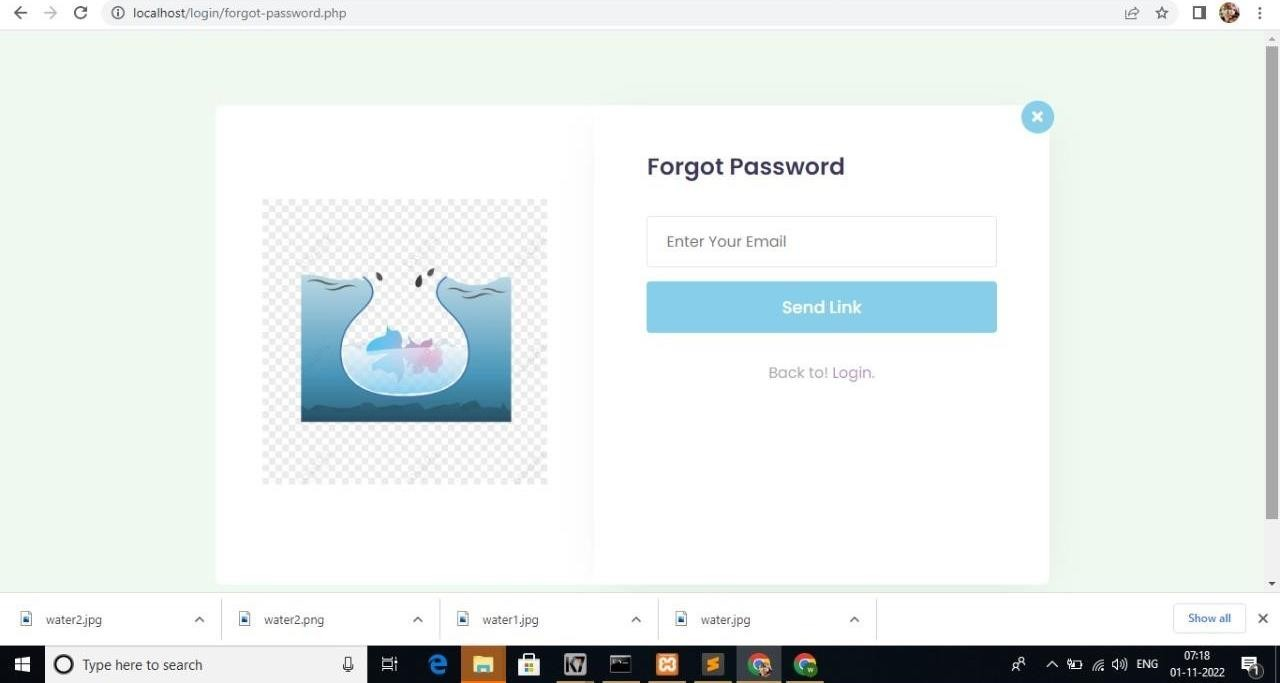 localhost/login/forgot-password.php
Forgot Password
Enter Your Email
Send Link
Back to! Login.
water2.jpg
water2.png
water1.jpg
water.jpg
Show all
Type here to search
ENG
07:18
01-11-2022
1